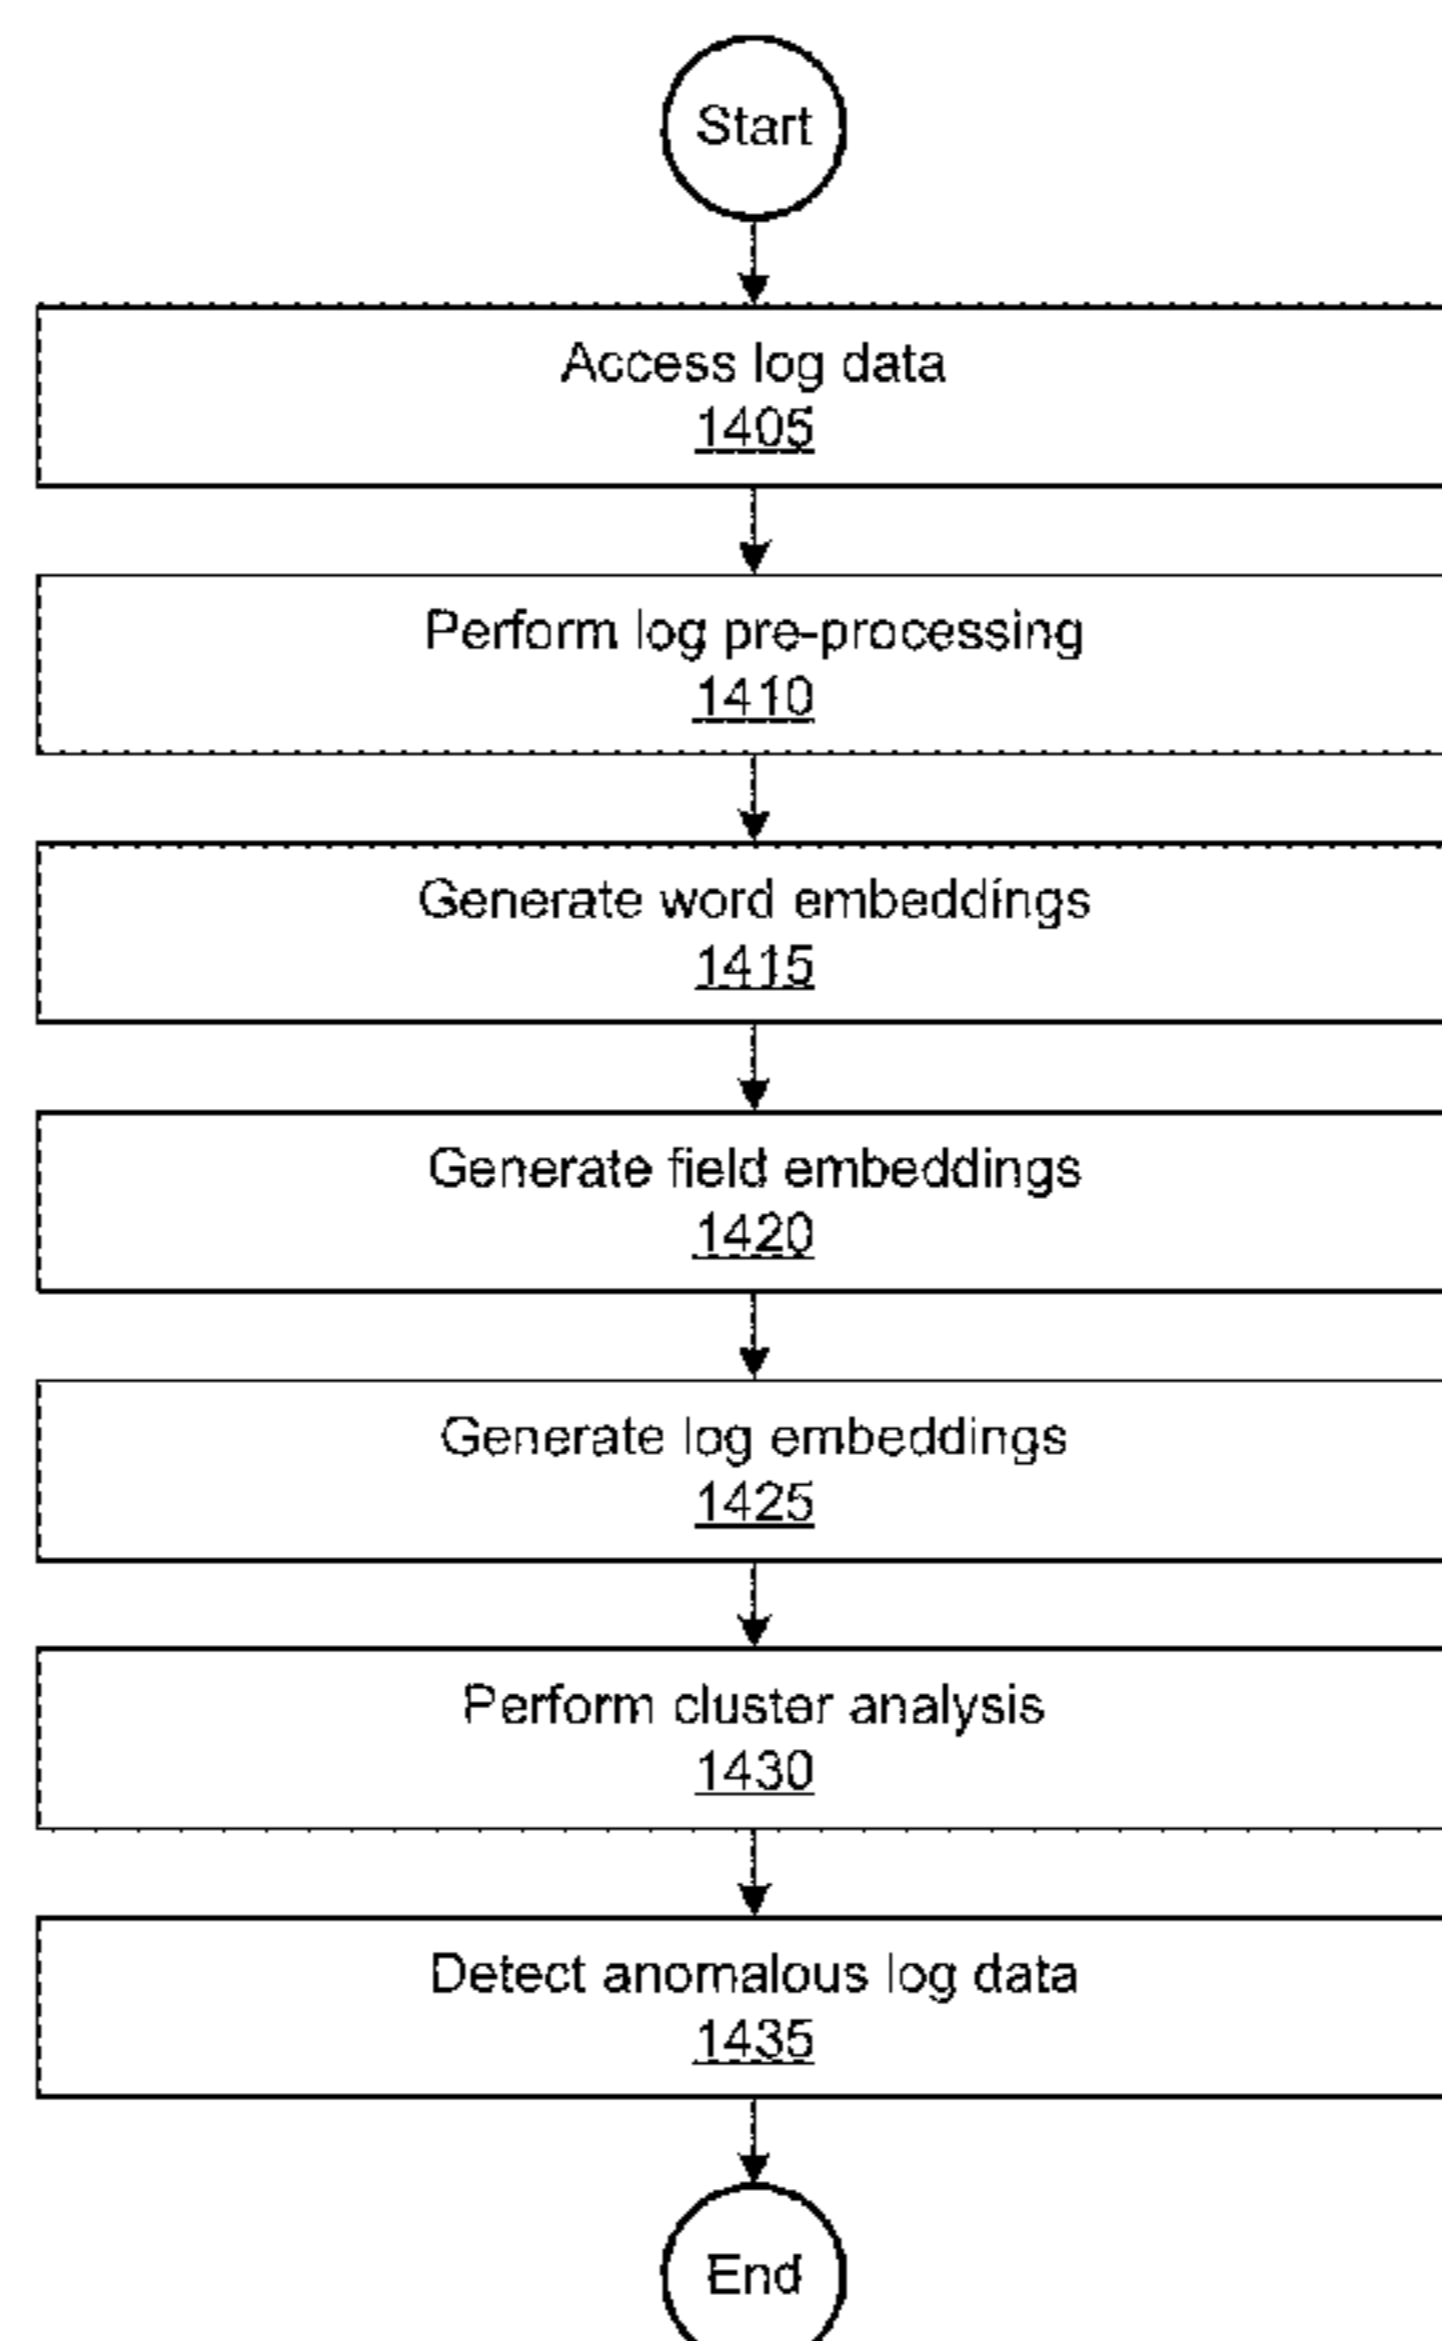 Start
Access log data
1405
Perform log pre-processing
1410
Generate word embeddings
1415
Generate field embeddings
1420
Generate log embeddings
1425
Perform cluster analysis
1430
Detect anomalous log data
1435
End